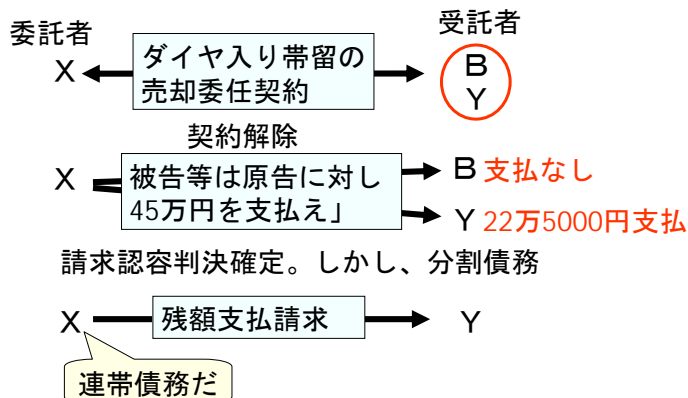 委託者
受託者
X
ダイヤ入り帯留の
売却委任契約
B
Y
契約解除
X
被告等は原告に対し
45万円を支払え」
B 支払なし
Y 22万5000円支払
請求認容判決確定。しかし、分割債務
X
残額支払請求
Y
連帯債務だ